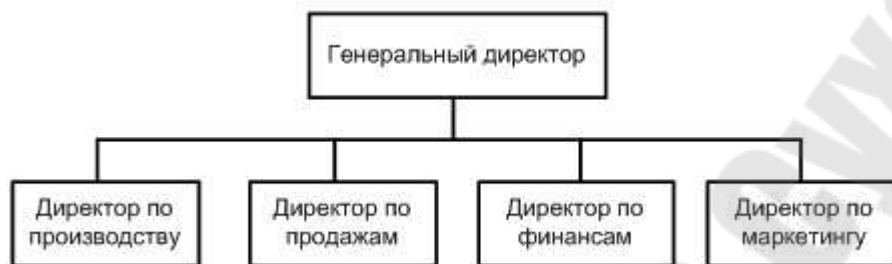 Генеральный директор
Директор по
производству
Директор по
продажам
Директор по
финансам
Директор по
маркетингу